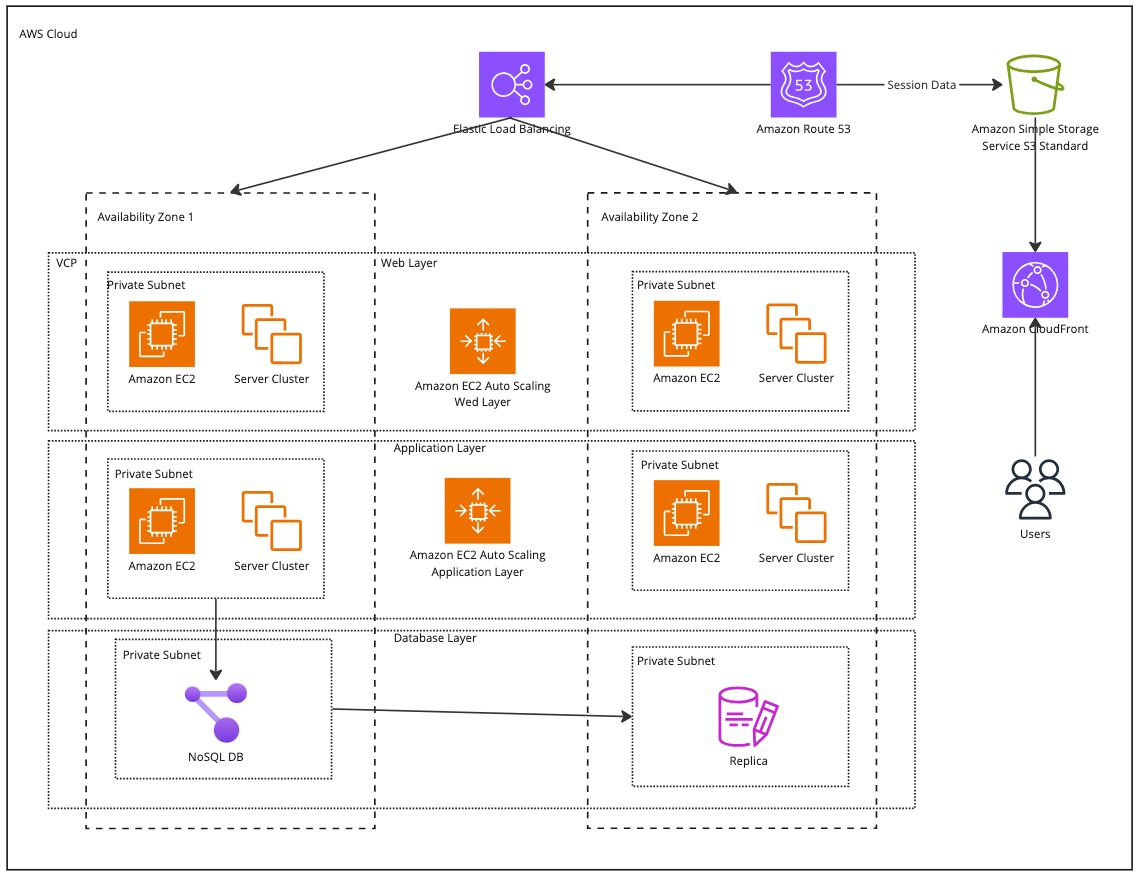 AWS Cloud
53
Session Data
Elastic Load Balancing
Amazon Route 53
Amazon Simple Storage
Service S3 Standard
Availability Zone 1
Availability Zone 2
VCP
Web Layer
Private Subnet
Private Subnet
Amazon EC2
Server Cluster
Amazon EC2 Auto Scaling
Wed Layer
Amazon EC2
Server Cluster
Amazon CloudFront
Application Layer
Private Subnet
Private Subnet
Amazon EC2
Server Cluster
Amazon EC2 Auto Scaling
Application Layer
Amazon EC2
Server Cluster
Users
Database Layer
Private Subnet
Private Subnet
NoSQL DB
Replica